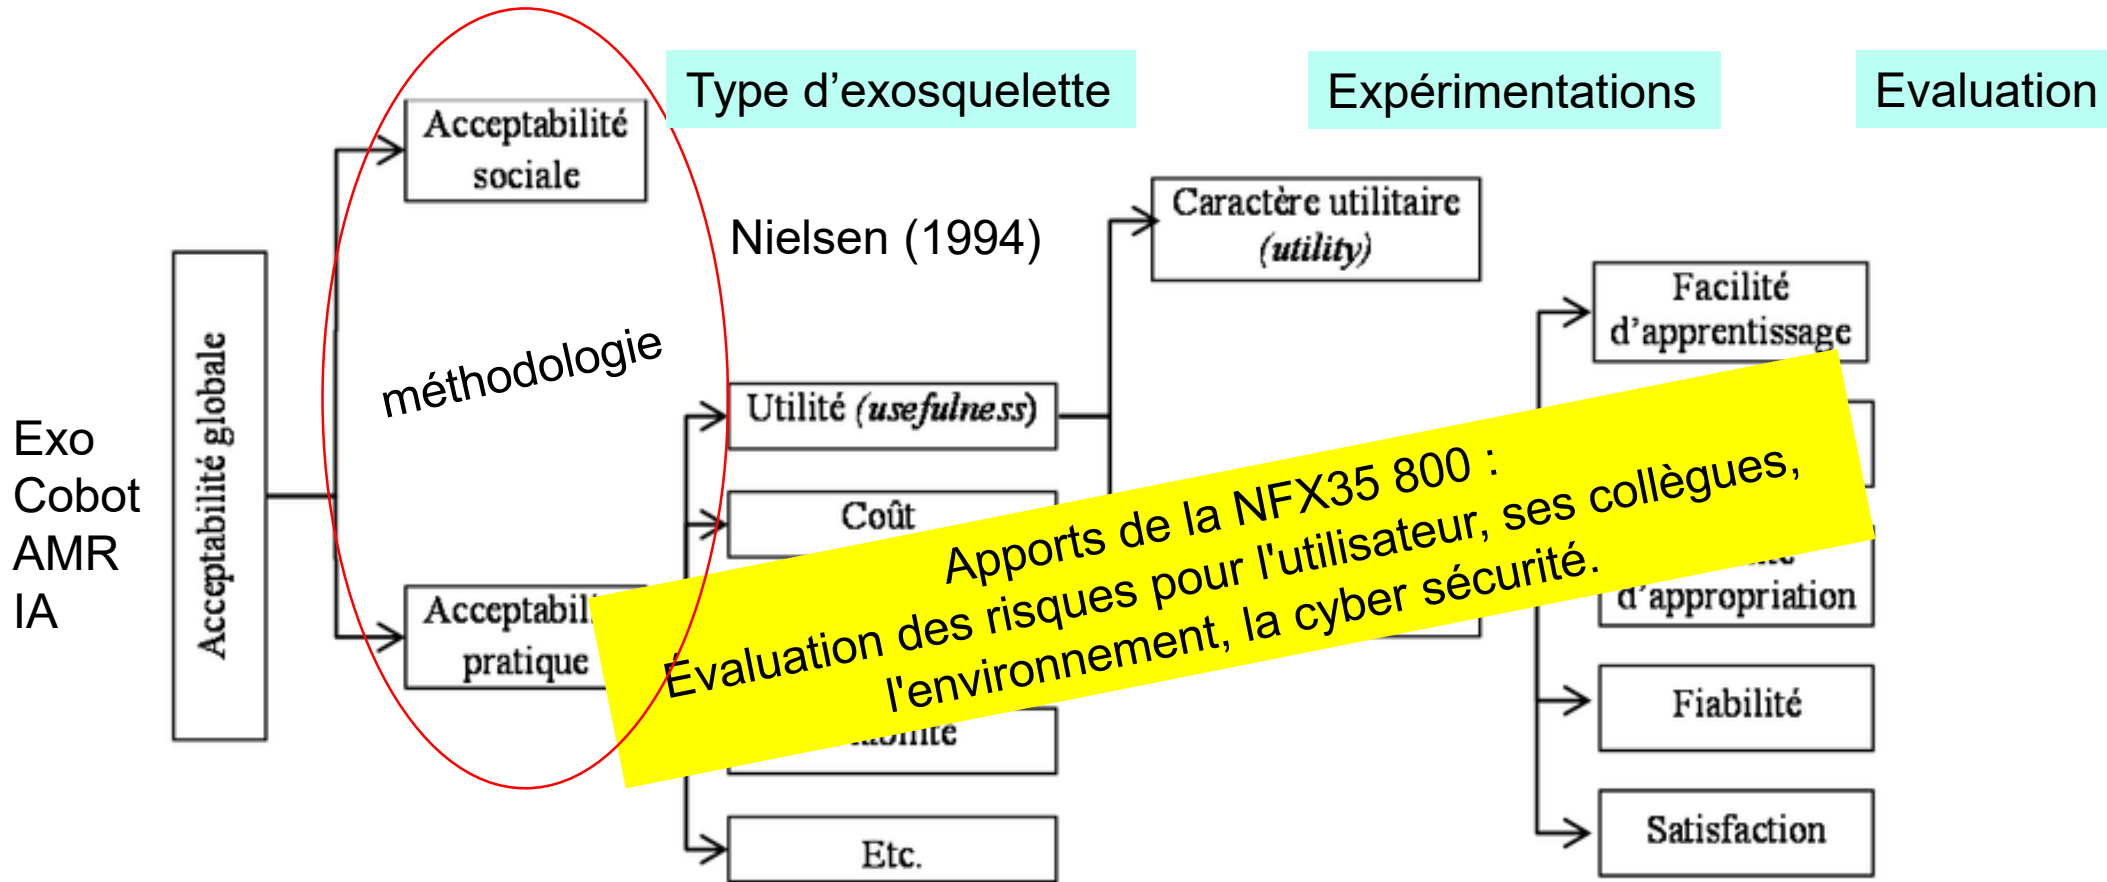 Type d’exosquelette
Expérimentations
Evaluation
Acceptabilité
sociale
Nielsen (1994)
Caractère utilitaire
(utility)
Facilité
d’apprentissage
méthodologie
Acceptabilité globale
Exo
Cobot
AMR
IA
Utilité (usefulness)
Coût
Apports de la NFX35 800 :
Évaluation des risques pour l'utilisateur, ses collègues,
l'environnement, la cyber sécurité.
d’appropriation
pratique
Fiabilité
Satisfaction
Etc.